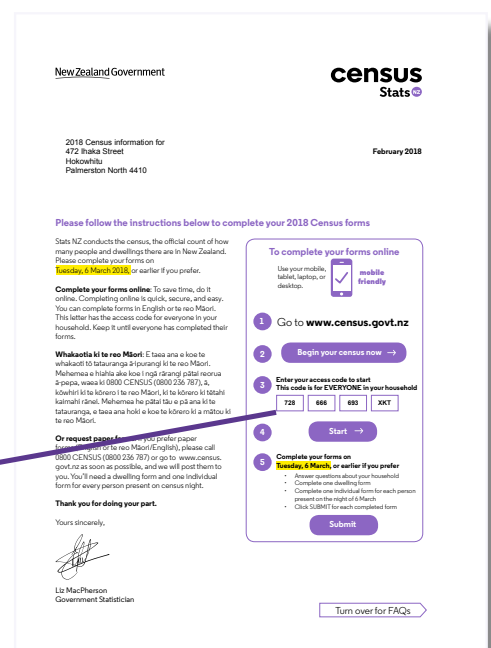 New Zealand Government
census
Stats NZ
2018 Census information for
472 Ihaka Street
Hokowhitu
Palmerston North 4410
February 2018
Please follow the instructions below to complete your 2018 Census forms
Stats NZ conducts the census, the official count of how
many people and dwellings there are in New Zealand.
Please complete your forms on
Tuesday, 6 March 2018, or earlier if you prefer.
Complete your forms online: To save time, do it
online. Completing online is quick, secure, and easy.
You can complete forms in English or te reo Māori.
This letter has the access code for everyone in your
household. Keep it until everyone has completed their
forms.
Whakaotia ki te reo Māori: E taea ana e koe te
whakaoti tō tatauranga ā-ipurangi ki te reo Māori.
Mehemea e hiahia ake koe i ngā rārangi pātai reorua
ā-pepa, waea ki 0800 CENSUS (0800 236 787), ā,
kōwhiri ki te kōrero i te reo Māori, ki te kōrero ki tētahi
kaimahi rānei. Mehemea he pātai tāu e pā ana ki te
tatauranga, e taea ana hoki e koe te kōrero ki a mātou ki
te reo.
Or request paper If you prefer paper
forms (English or te reo Māori/English), please call
0800 CENSUS (0800 236 787) or go to www.census.
govt.nz as soon as possible, and we will post them to
you. You'll need a dwelling form and one individual
form for every person present on census night.
Thank you for doing your part.
Yours sincerely,
Liz MacPherson
Government Statistician
To complete your forms online
Use your mobile,
tablet, laptop, or
desktop.
mobile
friendly
1 Go to www.census.govt.nz
2 Begin your census now →
3 Enter your access code to start
This code is for EVERYONE in your household
728 666 693 XKT
4 Start →
5 Complete your forms on
Tuesday, 6 March, or earlier if you prefer
• Answer questions about your household
• Complete one dwelling form
• Complete one individual form for each person
present on the night of 6 March
• Click SUBMIT for each completed form
Submit
Turn over for FAQs